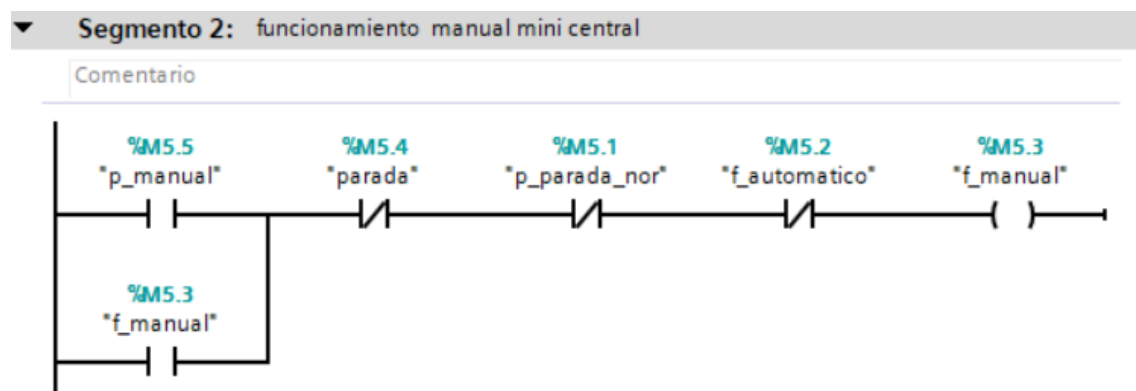 Segmento 2: funcionamiento manual mini central
Comentario
%M5.5 %M5.4 %M5.1 %M5.2 %M5.3
"p_manual" "parada" "p_parada_nor" "f_automatico" "f_manual"
%M5.3
"f_manual"